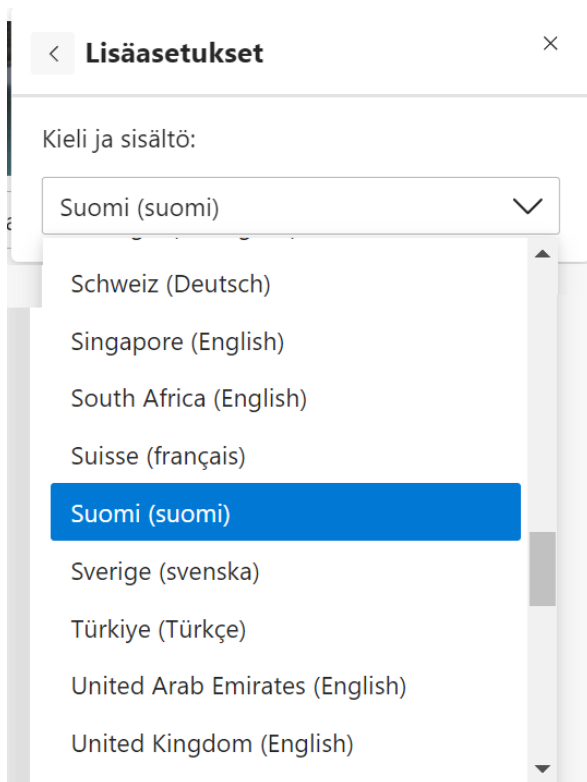 Lisäasetukset
Kieli ja sisältö:
Suomi (suomi)
Schweiz (Deutsch)
Singapore (English)
South Africa (English)
Suisse (français)
Suomi (suomi)
Sverige (svenska)
Türkiye (Türkçe)
United Arab Emirates (English)
United Kingdom (English)